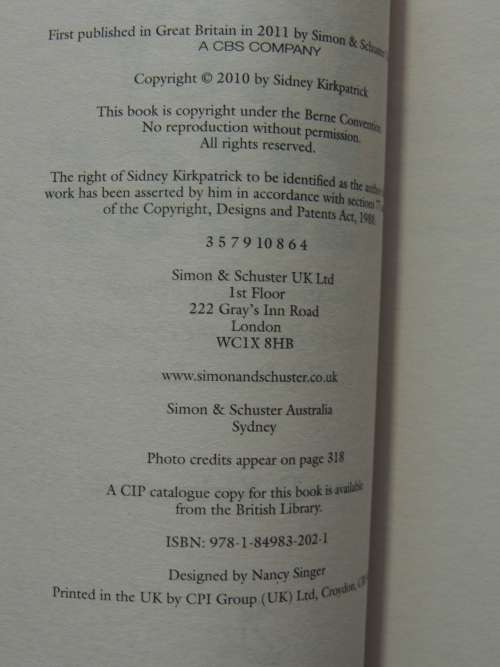 First published in Great Britain in 2011 by Simon & Schuster
A CBS COMPANY
Copyright © 2010 by Sidney Kirkpatrick
This book is copyright under the Berne Convention
No reproduction without permission.
All rights reserved.
The right of Sidney Kirkpatrick to be identified as the author
work has been asserted by him in accordance with sections
of the Copyright, Designs and Patents Act, 1988.
3 5 7 9 10 8 6 4
Simon & Schuster UK Ltd
1st Floor
222 Gray's Inn Road
London
WC1X 8HB
www.simonandschuster.co.uk
Simon & Schuster Australia
Sydney
Photo credits appear on page 318
A CIP catalogue copy for this book is available
from the British Library.
ISBN: 978-1-84983-202-1
Designed by Nancy Singer
Printed in the UK by CPI Group (UK) Ltd, Croydon,